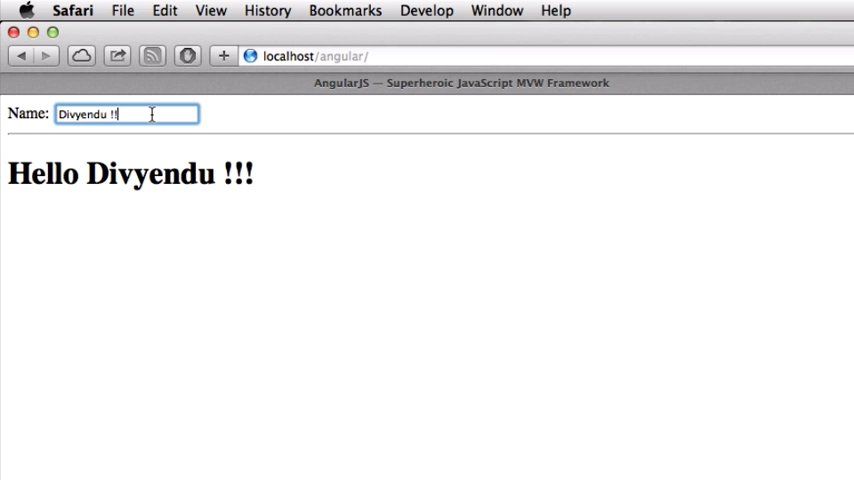 Safari File Edit View History Bookmarks Develop Window Help
localhost/angular/
AngularJS — Superheroic JavaScript MVW Framework
Name: Divyendu !!
Hello Divyendu !!!